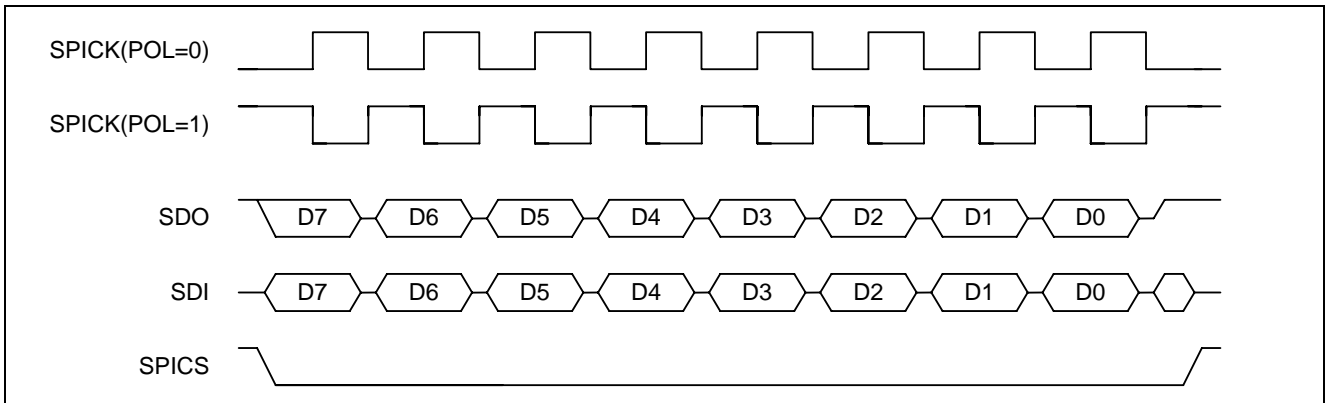 SPICK(POL=0)
SPICK(POL=1)
SDO D7 D6 D5 D4 D3 D2 D1 D0
SDI D7 D6 D5 D4 D3 D2 D1 D0
SPICS